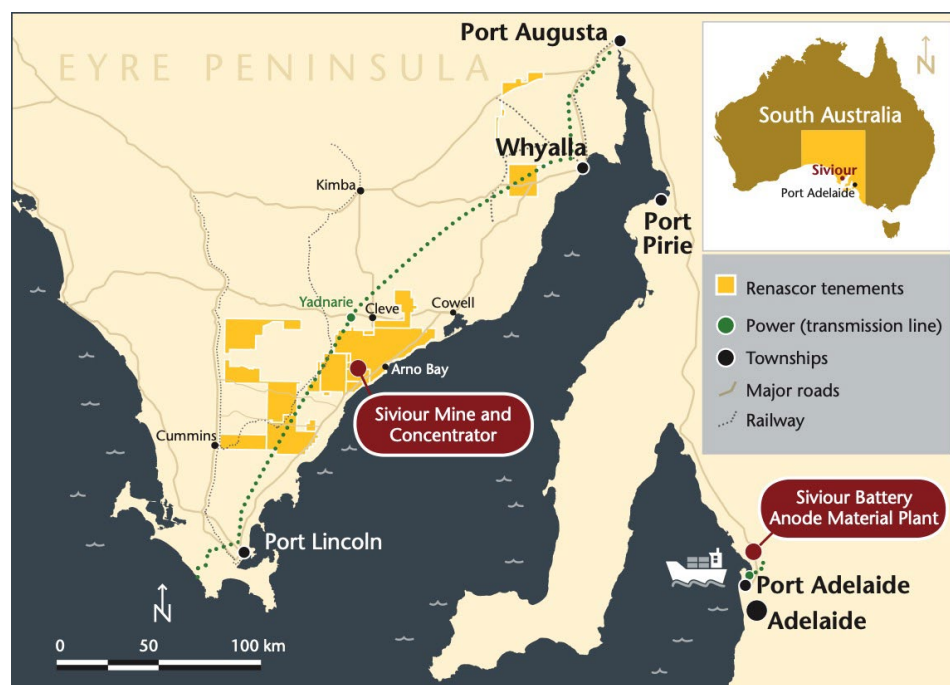 EYRE PENINSULA
Port Augusta
Whyalla
Kimba
Port
Pirie
Yadnarie
Cleve
Cowell
Arno Bay
Siviour Mine and
Concentrator
Cummins
Port Lincoln
N
0 50 100 km
Siviour Battery
Anode Material Plant
Port Adelaide
Adelaide
N
South Australia
Siviour
Port Adelaide
Renascor tenements
Power (transmission line)
Townships
Major roads
Railway